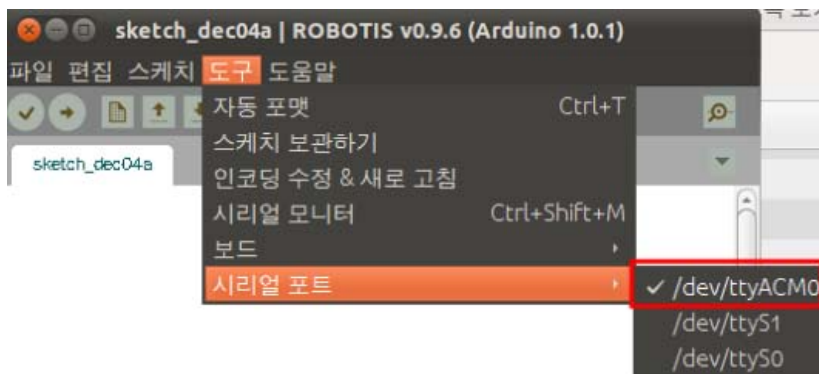 sketch_dec04a | ROBOTIS v0.9.6 (Arduino 1.0.1)
파일 편집 스케치 도구 도움말
자동 포맷 Ctrl+T
스케치 보관하기
sketch_dec04a
인코딩 수정 & 새로 고침
시리얼 모니터 Ctrl+Shift+M
보드
시리얼 포트
✓ /dev/ttyACM0
/dev/ttyS1
/dev/ttyS0